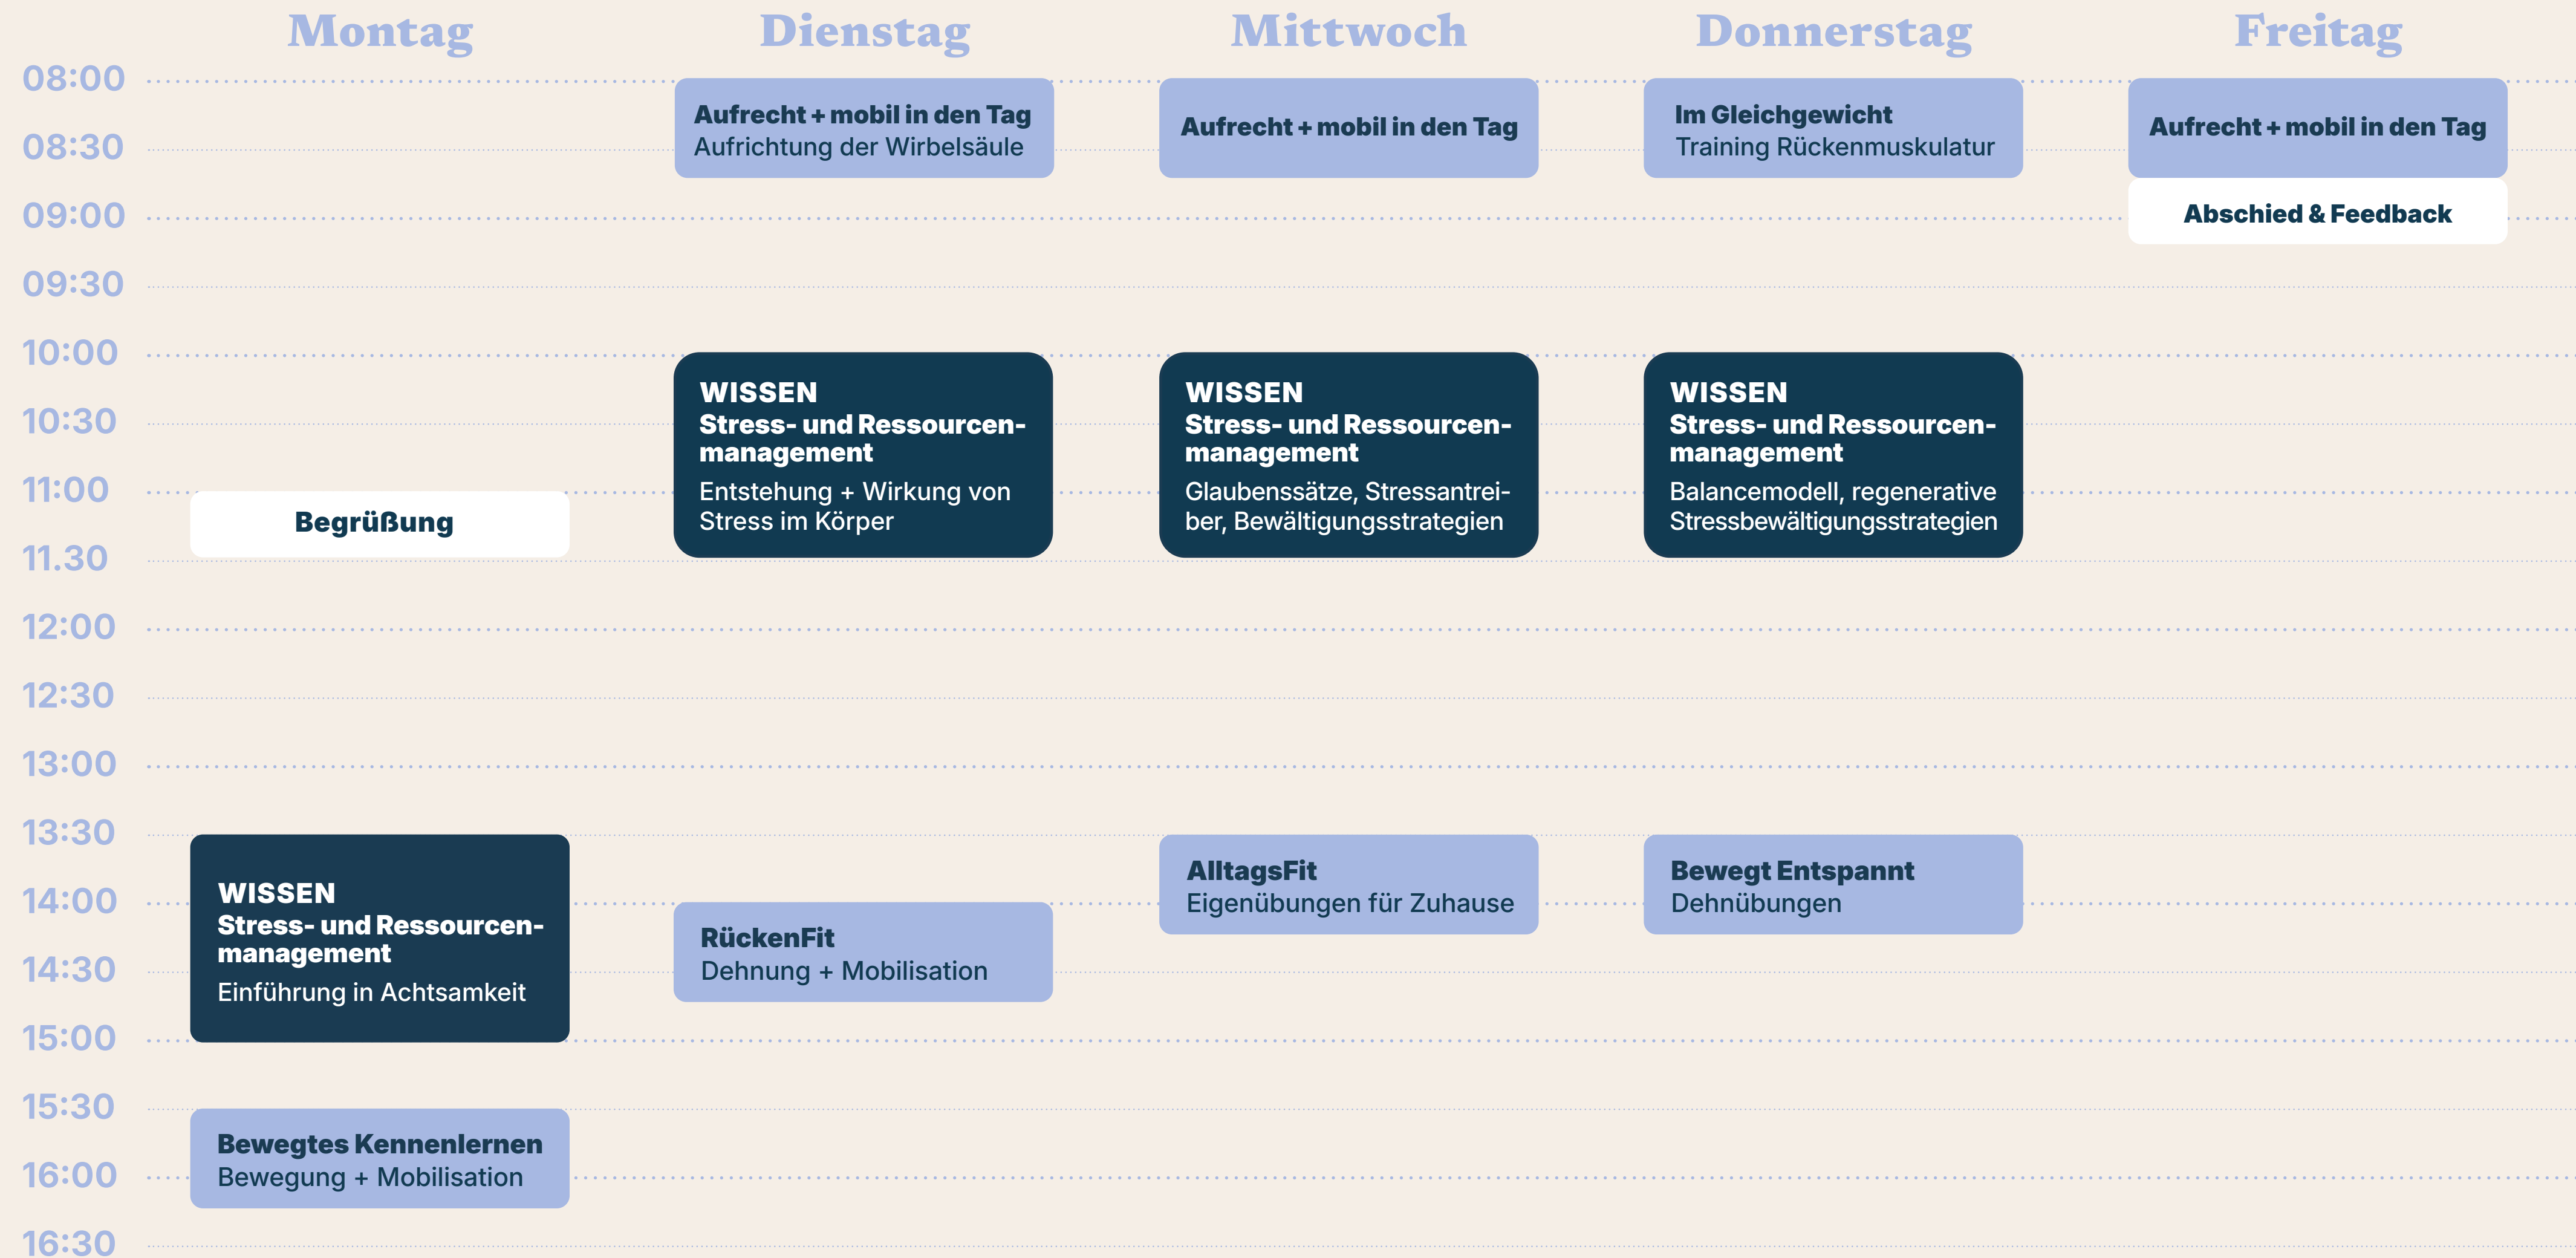 Montag Dienstag Mittwoch Donnerstag Freitag
08:00
08:30
09:00
09:30
10:00
10:30
11:00
11.30
12:00
12:30
13:00
13:30
14:00
14:30
15:00
15:30
16:00
16:30
Begrüßung
WISSEN
Stress- und Ressourcen-
management
Einführung in Achtsamkeit
Bewegtes Kennenlernen
Bewegung + Mobilisation
Aufrecht + mobil in den Tag
Aufrichtung der Wirbelsäule
WISSEN
Stress- und Ressourcen-
management
Entstehung + Wirkung von
Stress im Körper
RückenFit
Dehnung + Mobilisation
Aufrecht + mobil in den Tag
WISSEN
Stress- und Ressourcen-
management
Glaubenssätze, Stressantrei-
ber, Bewältigungsstrategien
AlltagsFit
Eigenübungen für Zuhause
Im Gleichgewicht
Training Rückenmuskulatur
WISSEN
Stress- und Ressourcen-
management
Balancemodell, regenerative
Stressbewältigungsstrategien
Bewegt Entspannt
Dehnübungen
Aufrecht + mobil in den Tag
Abschied & Feedback